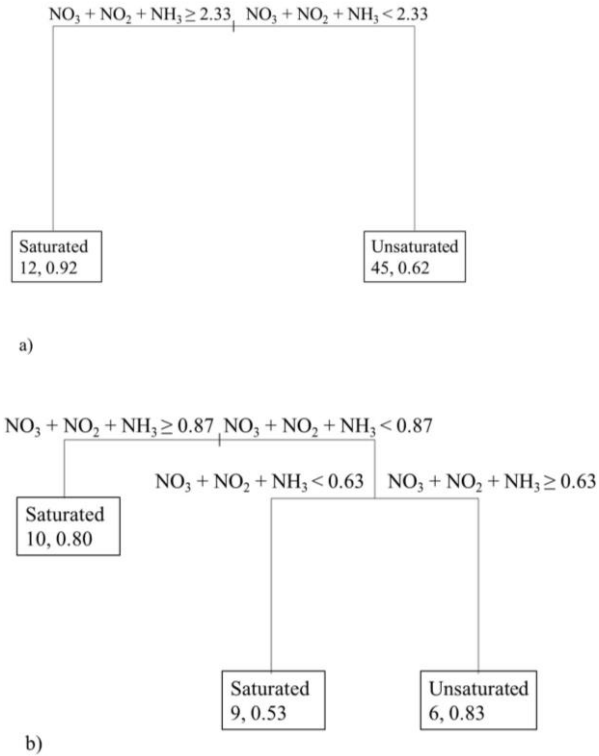 NO₃ + NO₂ + NH₃ ≥ 2.33 NO₃ + NO₂ + NH₃ < 2.33
Saturated
12, 0.92
Unsaturated
45, 0.62
a)
NO₃ + NO₂ + NH₃ ≥ 0.87 NO₃ + NO₂ + NH₃ < 0.87
NO₃ + NO₂ + NH₃ < 0.63 NO₃ + NO₂ + NH₃ ≥ 0.63
Saturated
10, 0.80
Saturated
9, 0.53
Unsaturated
6, 0.83
b)